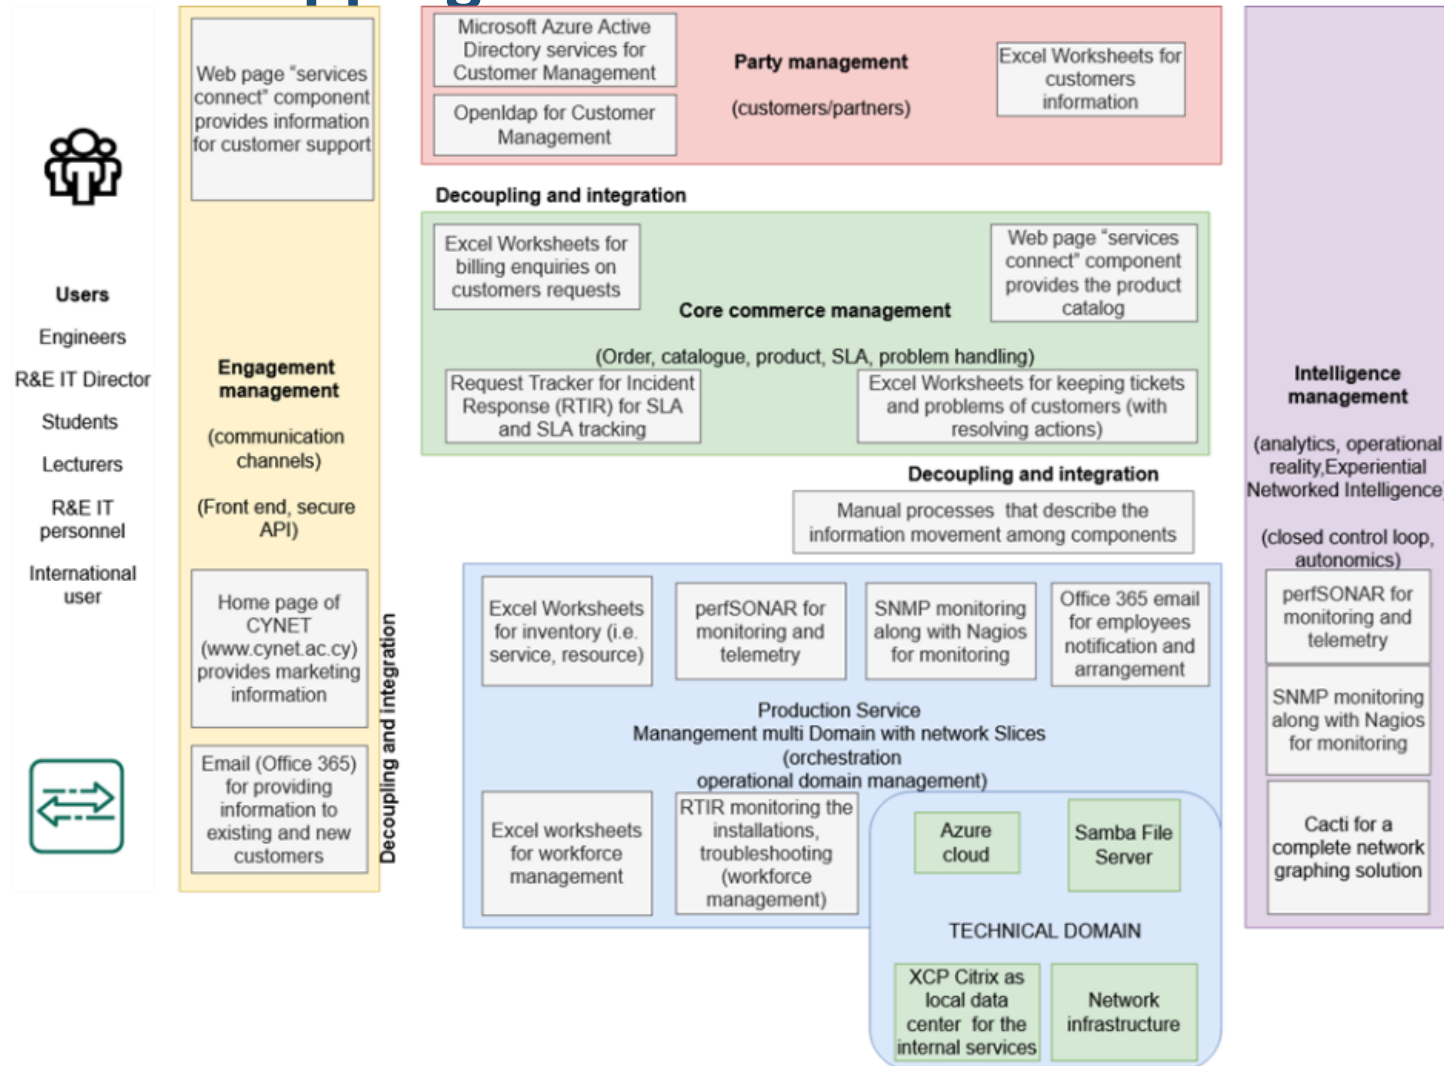 Users
Engineers
R&E IT Director
Students
Lecturers
R&E IT
personnel
International
user
Web page “services
connect” component
provides information
for customer support
Engagement
management
(communication
channels)
(Front end, secure
API)
Home page of
CYNET
(www.cynet.ac.cy)
provides marketing
information
Email (Office 365)
for providing
information to
existing and new
customers
Decoupling and integration
Microsoft Azure Active
Directory services for
Customer Management
Openldap for Customer
Management
Party management
(customers/partners)
Excel Worksheets for
customers
information
Decoupling and integration
Excel Worksheets for
billing enquiries on
customers requests
Web page “services
connect” component
provides the product
catalog
Core commerce management
(Order, catalogue, product, SLA, problem handling)
Request Tracker for Incident
Response (RTIR) for SLA
and SLA tracking
Excel Worksheets for keeping tickets
and problems of customers (with
resolving actions)
Decoupling and integration
Manual processes that describe the
information movement among components
Excel Worksheets
for inventory (i.e.
service, resource)
perfSONAR for
monitoring and
telemetry
SNMP monitoring
along with Nagios
for monitoring
Office 365 email
for employees
notification and
arrangement
Production Service
Manangement multi Domain with network Slices
(orchestration
operational domain management)
Excel worksheets
for workforce
management
RTIR monitoring the
installations,
troubleshooting
(workforce
management)
Azure
cloud
Samba File
Server
TECHNICAL DOMAIN
XCP Citrix as
local data
center for the
internal services
Network
infrastructure
Intelligence
management
(analytics, operational
reality,Experiential
Networked Intelligence)
(closed control loop,
autonomics)
perfSONAR for
monitoring and
telemetry
SNMP monitoring
along with Nagios
for monitoring
Cacti for a
complete network
graphing solution